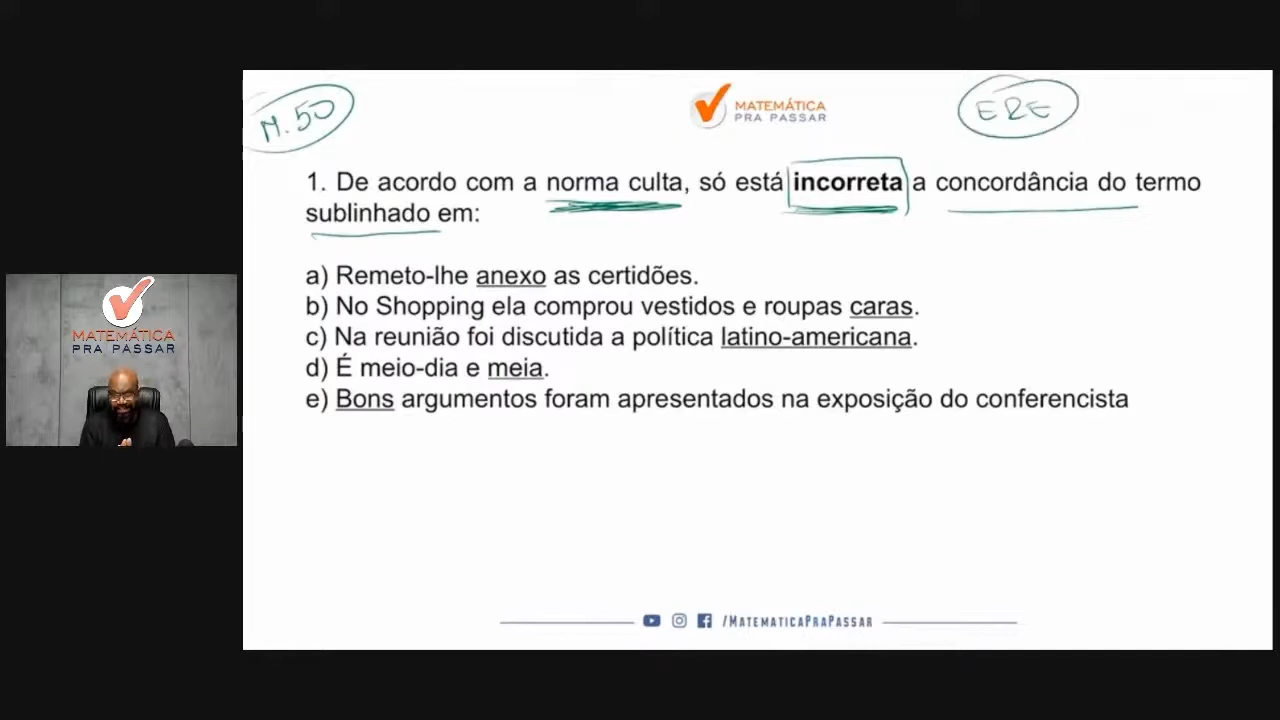 M.50
MATEMÁTICA
PRA PASSAR
ERE
1. De acordo com a norma culta, só está incorreta a concordância do termo
sublinhado em:
a) Remeto-lhe anexo as certidões.
b) No Shopping ela comprou vestidos e roupas caras.
c) Na reunião foi discutida a política latino-americana.
d) É meio-dia e meia.
e) Bons argumentos foram apresentados na exposição do conferencista
MATEMÁTICA
PRA PASSAR
/MATEMATICAPRAPASSAR